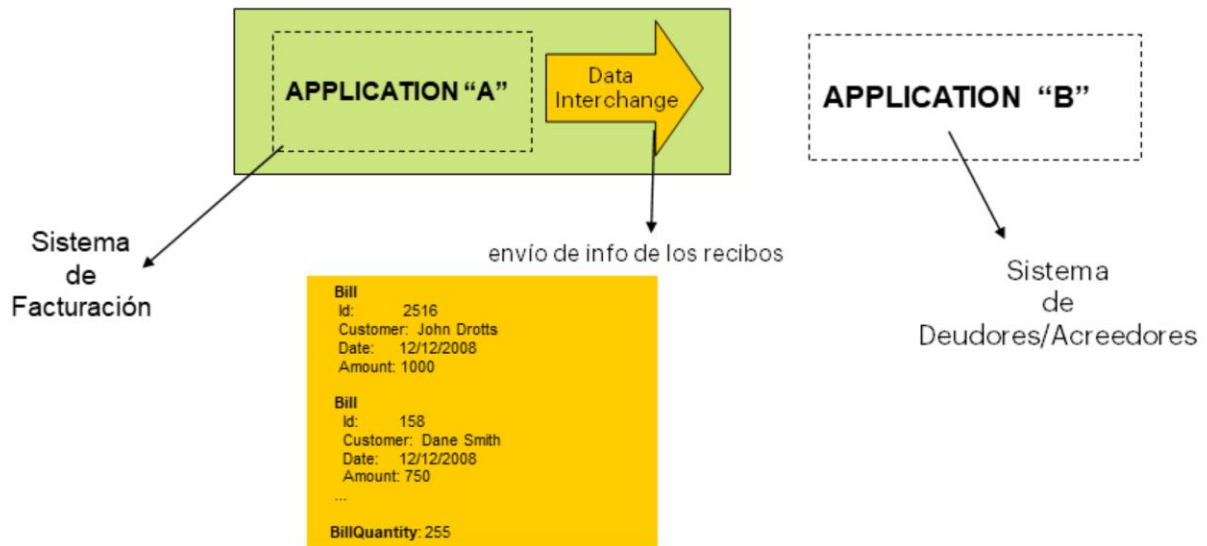 APPLICATION “A”
Data
Interchange
APPLICATION “B”
Sistema
de
Facturación
envío de info de los recibos
Sistema
de
Deudores/Acreedores
Bill
Id: 2516
Customer: John Drotts
Date: 12/12/2008
Amount: 1000
Bill
Id: 158
Customer: Dane Smith
Date: 12/12/2008
Amount: 750
...
BillQuantity: 255